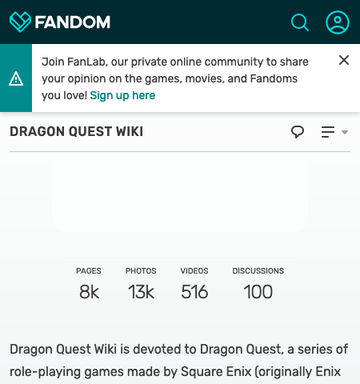 FANDOM
Join FanLab, our private online community to share
your opinion on the games, movies, and Fandoms
you love! Sign up here
DRAGON QUEST WIKI
PAGES PHOTOS VIDEOS DISCUSSIONS
8k 13k 516 100
Dragon Quest Wiki is devoted to Dragon Quest, a series of
role-playing games made by Square Enix (originally Enix